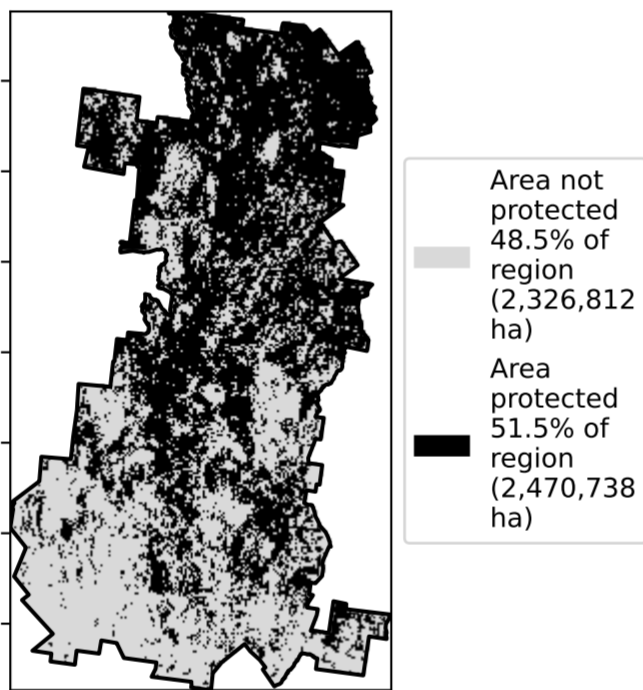 Area not
protected
48.5% of
region
(2,326,812
ha)
Area
protected
51.5% of
region
(2,470,738
ha)